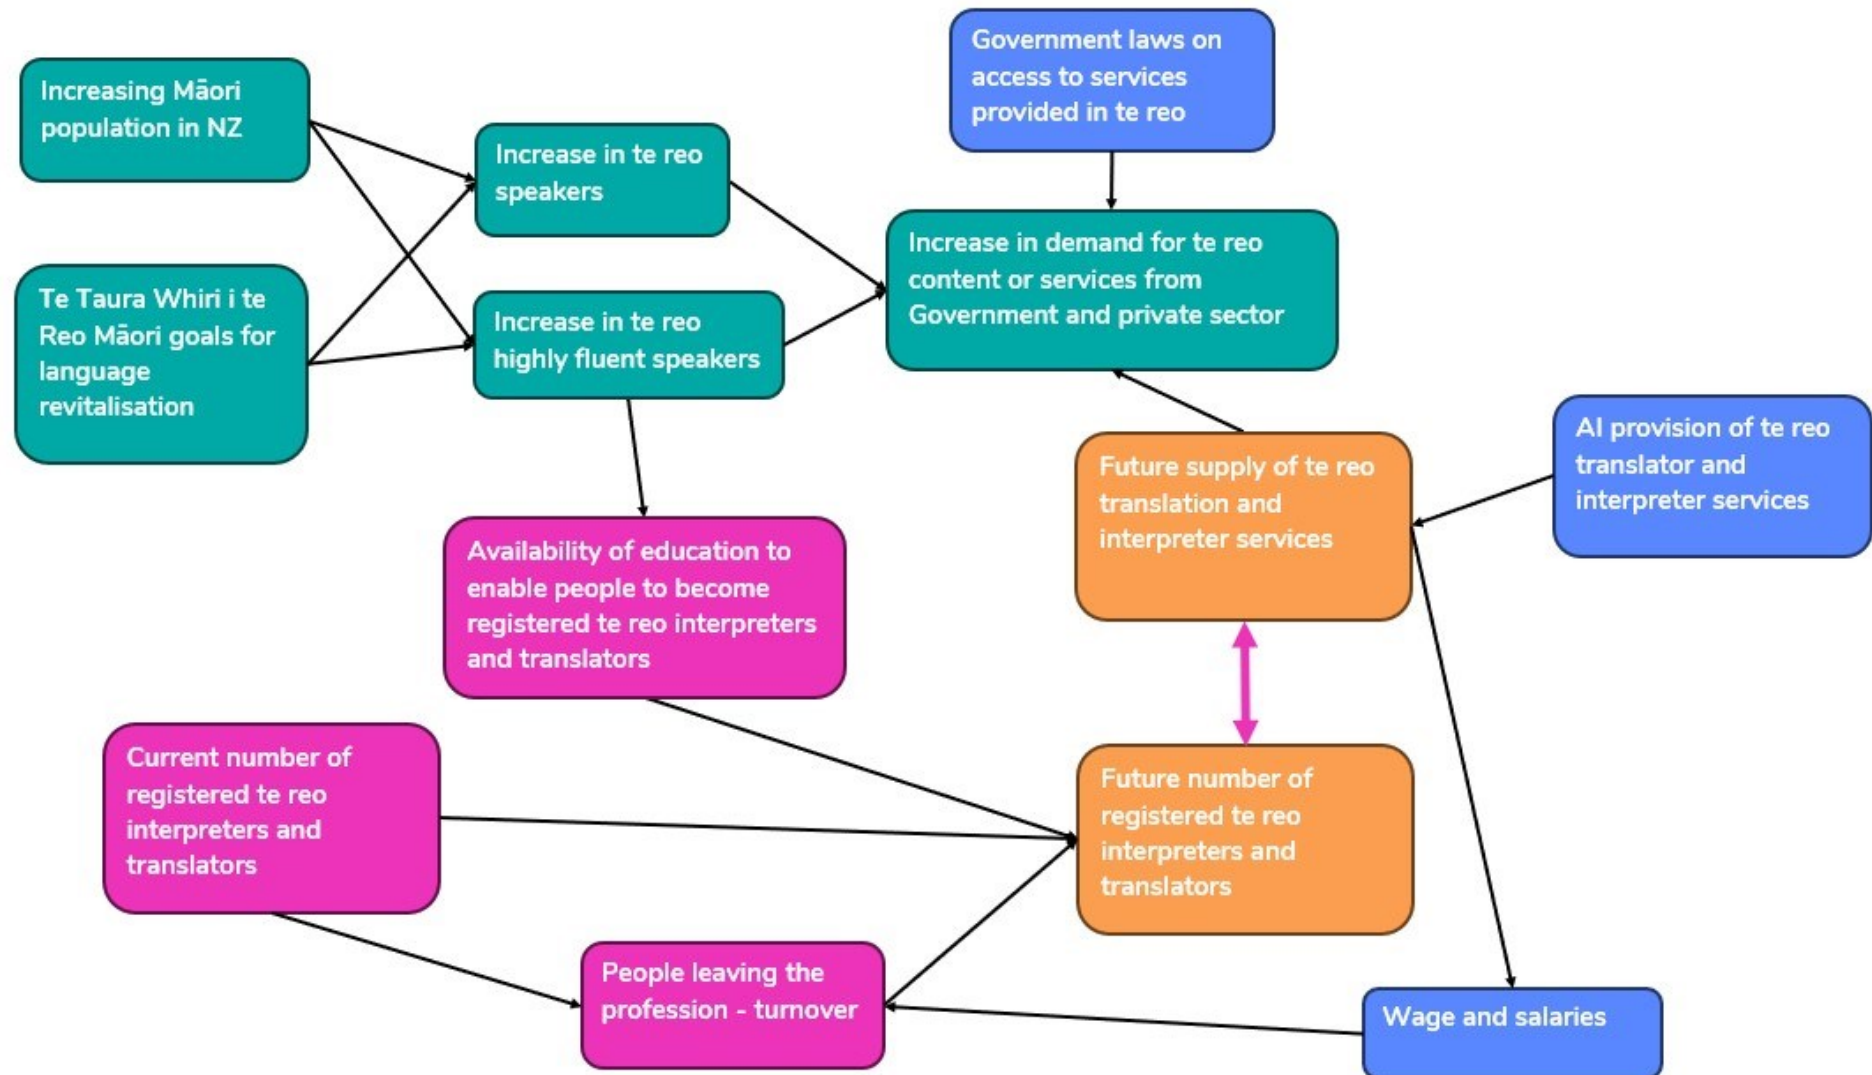 Government laws on
access to services
provided in te reo
Increasing Māori
population in NZ
Increase in te reo
speakers
Increase in demand for te reo
content or services from
Government and private sector
Te Taura Whiri i te
Reo Māori goals for
language
revitalisation
Increase in te reo
highly fluent speakers
AI provision of te reo
translator and
interpreter services
Future supply of te reo
translation and
interpreter services
Availability of education to
enable people to become
registered te reo interpreters
and translators
Current number of
registered te reo
interpreters and
translators
Future number of
registered te reo
interpreters and
translators
People leaving the
profession - turnover
Wage and salaries